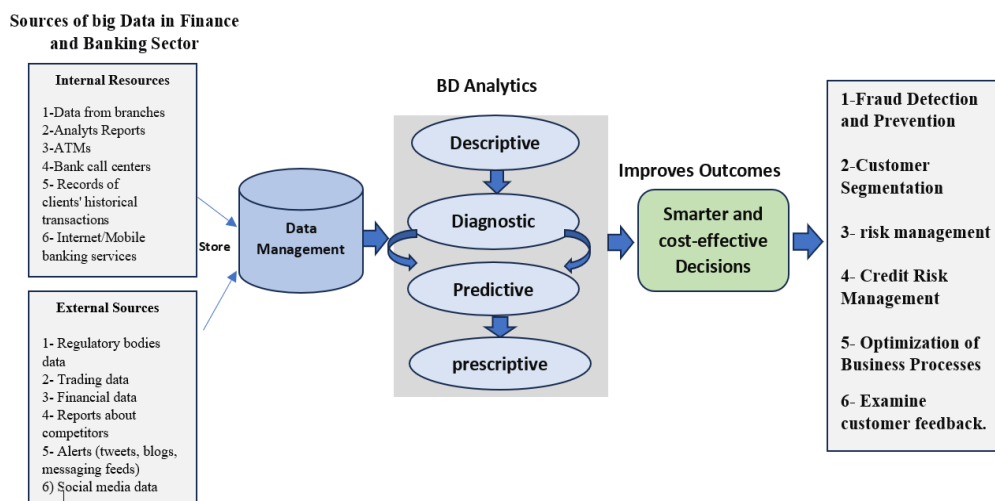 Sources of big Data in Finance
and Banking Sector
Internal Resources
1-Data from branches
2-Analyts Reports
3-ATMs
4-Bank call centers
5- Records of
clients' historical
transactions
6- Internet/Mobile
banking services
External Sources
1- Regulatory bodies
data
2- Trading data
3- Financial data
4- Reports about
competitors
5- Alerts (tweets, blogs,
messaging feeds)
6) Social media data
Store
Data
Management
BD Analytics
Descriptive
Diagnostic
Predictive
prescriptive
Improves Outcomes
Smarter and
cost-effective
Decisions
1-Fraud Detection
and Prevention
2-Customer
Segmentation
3- risk management
4- Credit Risk
Management
5- Optimization of
Business Processes
6- Examine
customer feedback.